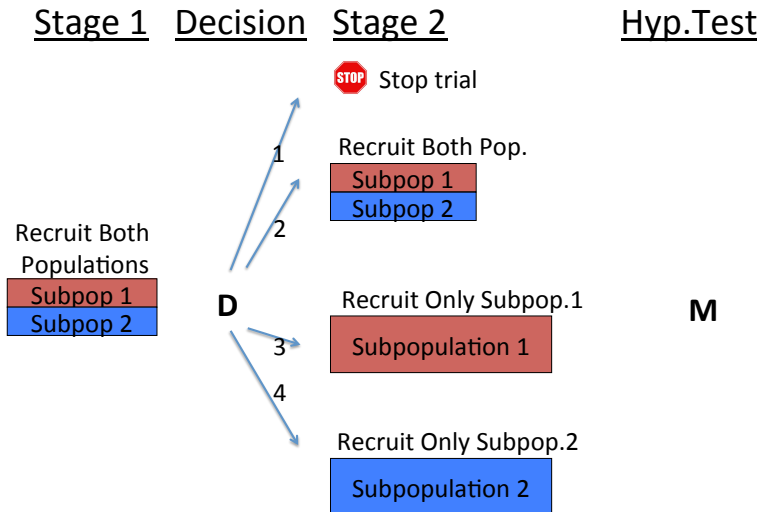 Stage 1 Decision Stage 2 Hyp.Test
STOP Stop trial
1
Recruit Both Pop.
Subpop 1
Subpop 2
2
Recruit Both
Populations
Subpop 1
Subpop 2
D
Recruit Only Subpop.1
Subpopulation 1
3
M
4
Recruit Only Subpop.2
Subpopulation 2